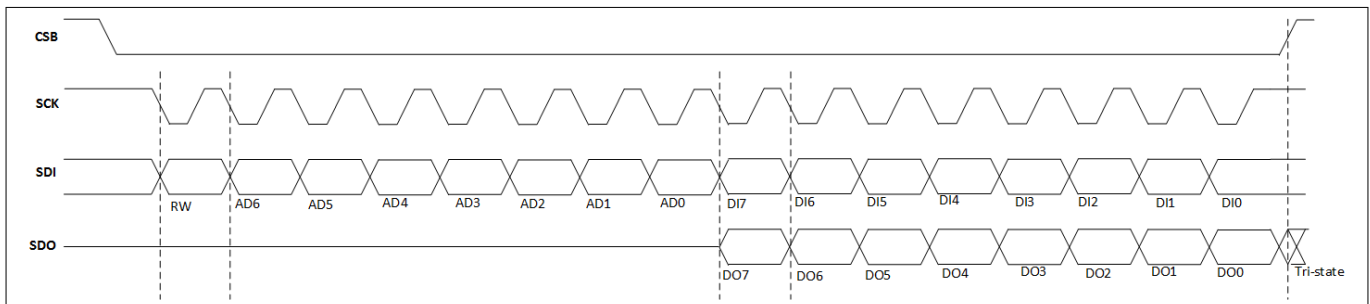 CSB
SCK
SDI
RW AD6 AD5 AD4 AD3 AD2 AD1 AD0 DI7 DI6 DI5 DI4 DI3 DI2 DI1 DI0
SDO
DO7 DO6 DO5 DO4 DO3 DO2 DO1 DO0 Tri-state